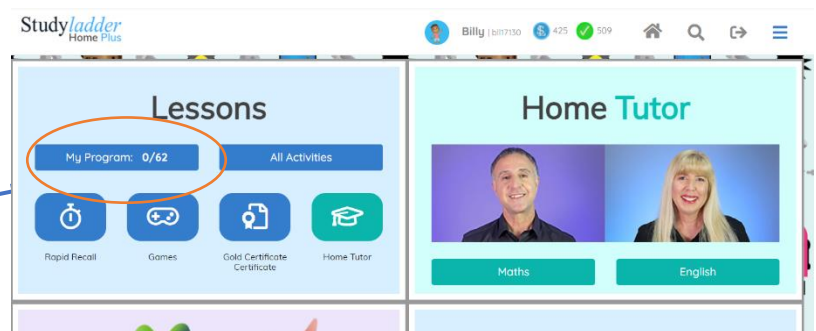 Studyladder
Home Plus
Billy | bill7130 425 509
Lessons
My Program: 0/62 All Activities
Rapid Recall Games Gold Certificate Home Tutor
Certificate
Home Tutor
Maths English